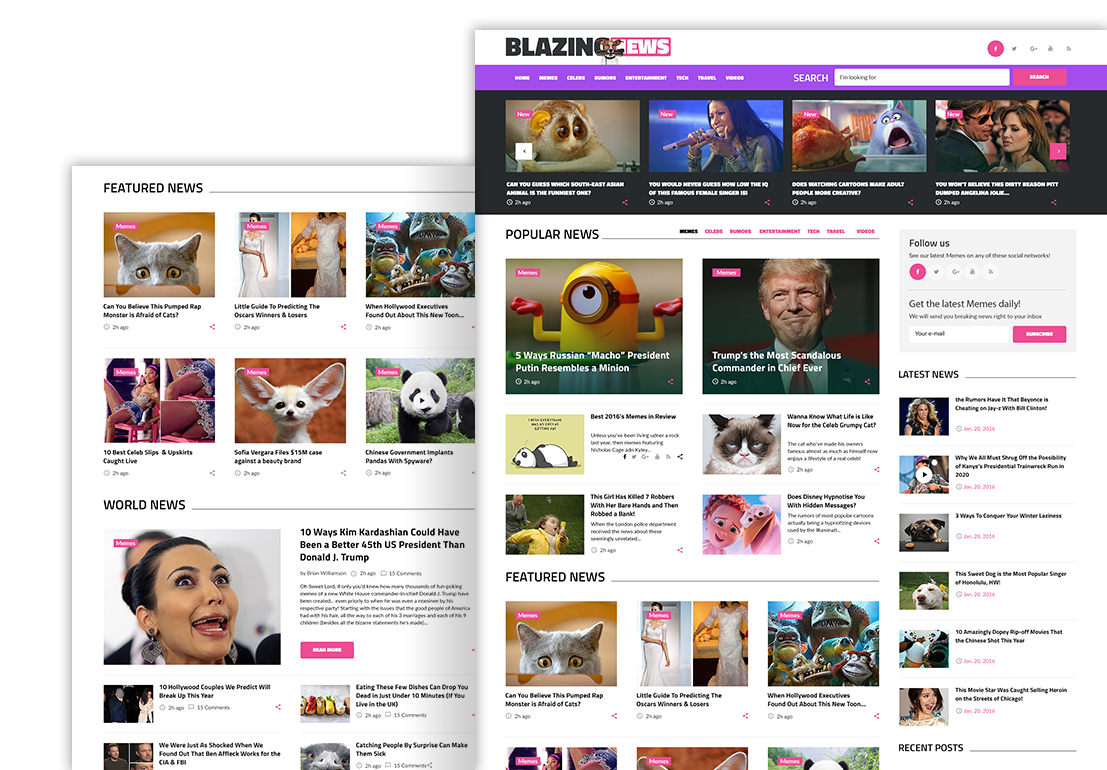 BLAZING NEWS
HOME MEMES CELEBS RUMORS ENTERTAINMENT TECH TRAVEL VIDEOS
SEARCH
I'm looking for
SEARCH
New
CAN YOU GUESS WHICH SOUTH-EAST ASIAN
ANIMAL IS THE FUNNIEST ONE?
2h ago
New
YOU WOULD NEVER GUESS HOW LOW THE IQ
OF THIS FAMOUS FEMALE SINGER IS!
2h ago
New
DOES WATCHING CARTOONS MAKE ADULT
PEOPLE MORE CREATIVE?
2h ago
New
YOU WON'T BELIEVE THIS DIRTY REASON PITT
DUMPED ANGELINA JOLIE...
2h ago
FEATURED NEWS
Memes
Can You Believe This Pumped Rap
Monster is Afraid of Cats?
2h ago
Memes
Little Guide To Predicting The
Oscars Winners & Losers
2h ago
Memes
When Hollywood Executives
Found Out About This New Toon...
2h ago
Memes
10 Best Celeb Slips & Upskirts
Caught Live
2h ago
Memes
Sofia Vergara Files $15M case
against a beauty brand
2h ago
Memes
Chinese Government Implants
Pandas With Spyware?
2h ago
WORLD NEWS
Memes
10 Ways Kim Kardashian Could Have
Been a Better 45th US President Than
Donald J. Trump
by Brian Williamson 2h ago 15 Comments
Oh Sweet Lord, if only you'd knew how many thousands of fun-poking
memes of a new White House commander-in-chief Donald J. Trump have
been created... even priorly to when he was even a nominee by his
respective party! Starting with the issues that the good people of America
had with his hair, all the way to each of his 3 marriages and each of his 9
children (besides all the bizarre statements he's made)...
READ MORE
10 Hollywood Couples We Predict Will
Break Up This Year
2h ago 15 Comments
Eating These Few Dishes Can Drop You
Dead in Just Under 10 Minutes (If You
Live in the UK)
2h ago 15 Comments
We Were Just As Shocked When We
Found Out That Ben Affleck Works for the
CIA & FBI
Catching People By Surprise Can Make
Them Sick
2h ago 15 Comments
POPULAR NEWS
MEMES CELEBS RUMORS ENTERTAINMENT TECH TRAVEL VIDEOS
Memes
5 Ways Russian “Macho” President
Putin Resembles a Minion
2h ago
Memes
Trump's the Most Scandalous
Commander in Chief Ever
2h ago
Best 2016's Memes in Review
Unless you've been living udner a rock
last year, then memes featuring
Nicholas Cage adn Kyley...
Wanna Know What Life is Like
Now for the Celeb Grumpy Cat?
The cat who've made his owners
famous almost as much as himself now
enjoys a lifestyle of a real celeb!
2h ago
This Girl Has Killed 7 Robbers
With Her Bare Hands and Then
Robbed a Bank!
When the London police department
received the news about these
seemingly unrelated...
2h ago
Does Disney Hypnotise You
With Hidden Messages?
The rumors of most popular cartoons
actually being a hypnotizing devices
used by the Illuminati...
2h ago
FEATURED NEWS
Memes
Can You Believe This Pumped Rap
Monster is Afraid of Cats?
2h ago
Memes
Little Guide To Predicting The
Oscars Winners & Losers
2h ago
Memes
When Hollywood Executives
Found Out About This New Toon...
2h ago
Memes
Memes
Memes
Follow us
See our latest Memes on any of these social networks!
Get the latest Memes daily!
We will send you breaking news right to your inbox
Your e-mail
SUBSCRIBE
LATEST NEWS
the Rumors Have It That Beyonce is
Cheating on Jay-z With Bill Clinton!
Jan. 20, 2016
Why We All Must Shrug Off the Possibility
of Kanye's Presidential Trainwreck Run in
2020
Jan. 20, 2016
3 Ways To Conquer Your Winter Laziness
Jan. 20, 2016
This Sweet Dog is the Most Popular Singer
of Honolulu, HW!
Jan. 20, 2016
10 Amazingly Dopey Rip-off Movies That
the Chinese Shot This Year
Jan. 20, 2016
This Movie Star Was Caught Selling Heroin
on the Streets of Chicago!
Jan. 20, 2016
RECENT POSTS